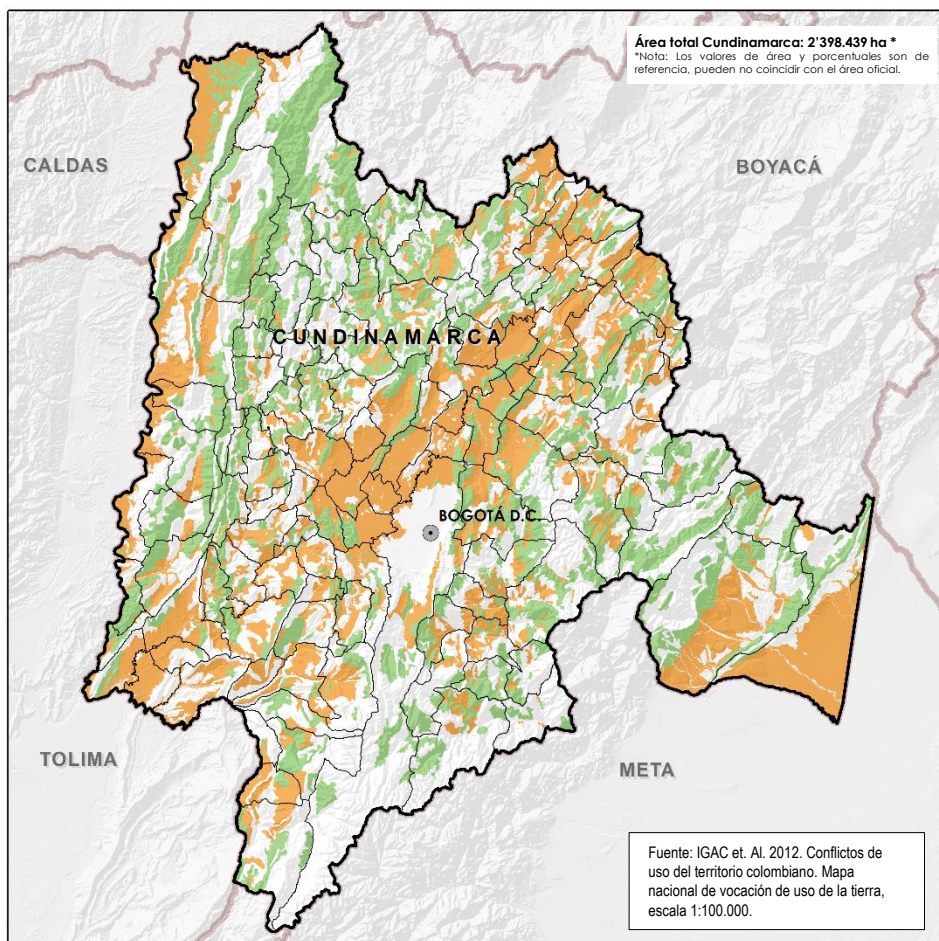 Área total Cundinamarca: 2'398.439 ha *
*Nota: Los valores de área y porcentuales son de
referencia, pueden no coincidir con el área oficial.
CALDAS
BOYACÁ
CUNDINAMARCA
BOGOTÁ D.C.
TOLIMA
META
Fuente: IGAC et. Al. 2012. Conflictos de
uso del territorio colombiano. Mapa
nacional de vocación de uso de la tierra,
escala 1:100.000.